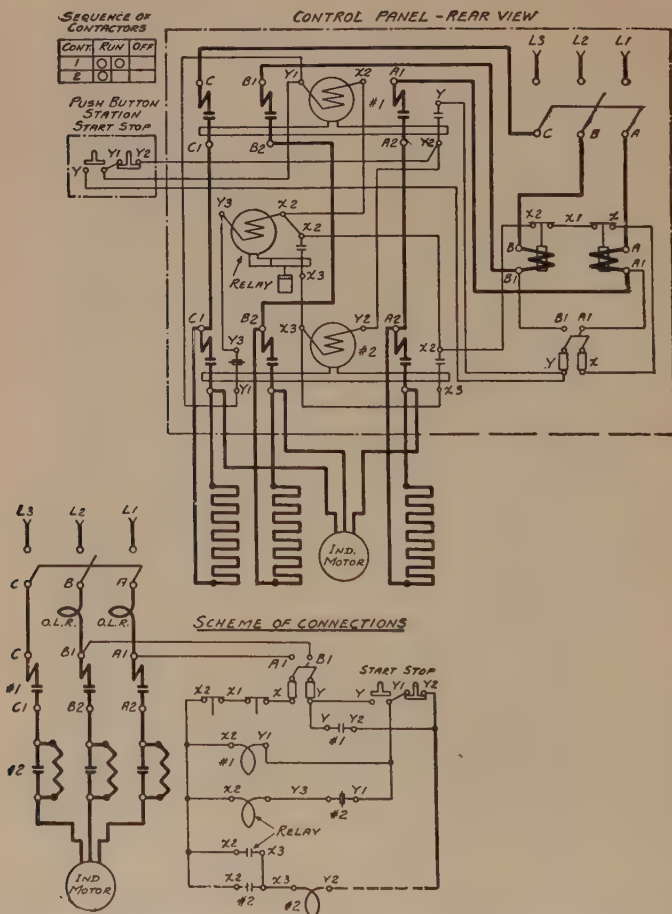 SEQUENCE OF
CONTACTORS
CONT. RUN OFF
1
2
PUSH BUTTON
STATION
START STOP
Y Y1 Y2
CONTROL PANEL - REAR VIEW
L3 L2 L1
C B1 Y1 X2 A1 Y
#1
C B A
C1 B2 A2 Y2
Y3 X2 X2
X2 X1 X
B A
RELAY X3
B1 A1
C1 B2 X3 Y2 A2
Y3 #2 X2
B1 A1
Y X
Y1 X3
IND.
MOTOR
L3 L2 L1
C B A
O.L.R. O.L.R.
C B1 A1
#1
C1 B2 A2
#2
IND
MOTOR
SCHEME OF CONNECTIONS
A1 B1
START STOP
X2 X1 X Y Y Y1 Y2
Y Y2
#1
X2 Y1
#1
X2 Y3 Y1
#2
RELAY
X2 X3
X2 X3 Y2
#2 #2